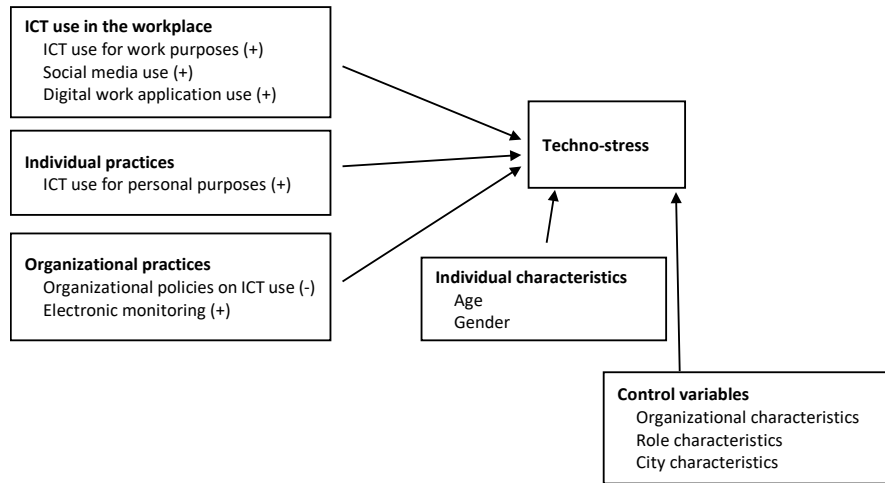 ICT use in the workplace
ICT use for work purposes (+)
Social media use (+)
Digital work application use (+)
Techno-stress
Individual practices
ICT use for personal purposes (+)
Organizational practices
Organizational policies on ICT use (-)
Electronic monitoring (+)
Individual characteristics
Age
Gender
Control variables
Organizational characteristics
Role characteristics
City characteristics